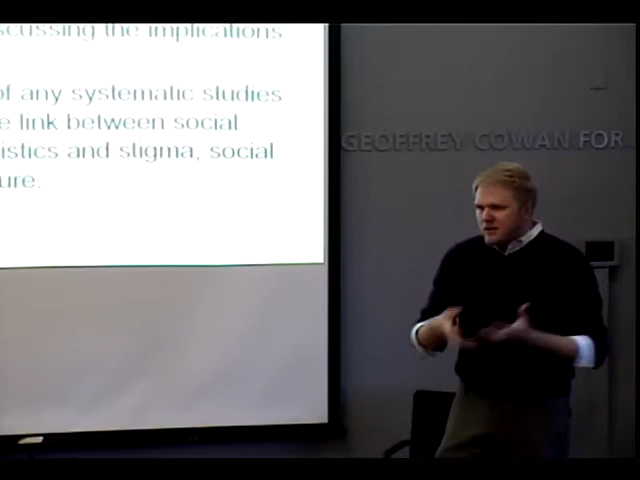 scussing the implications
of any systematic studies
e link between social
istics and stigma, social
ure.
GEOFFREY COWAN FOR